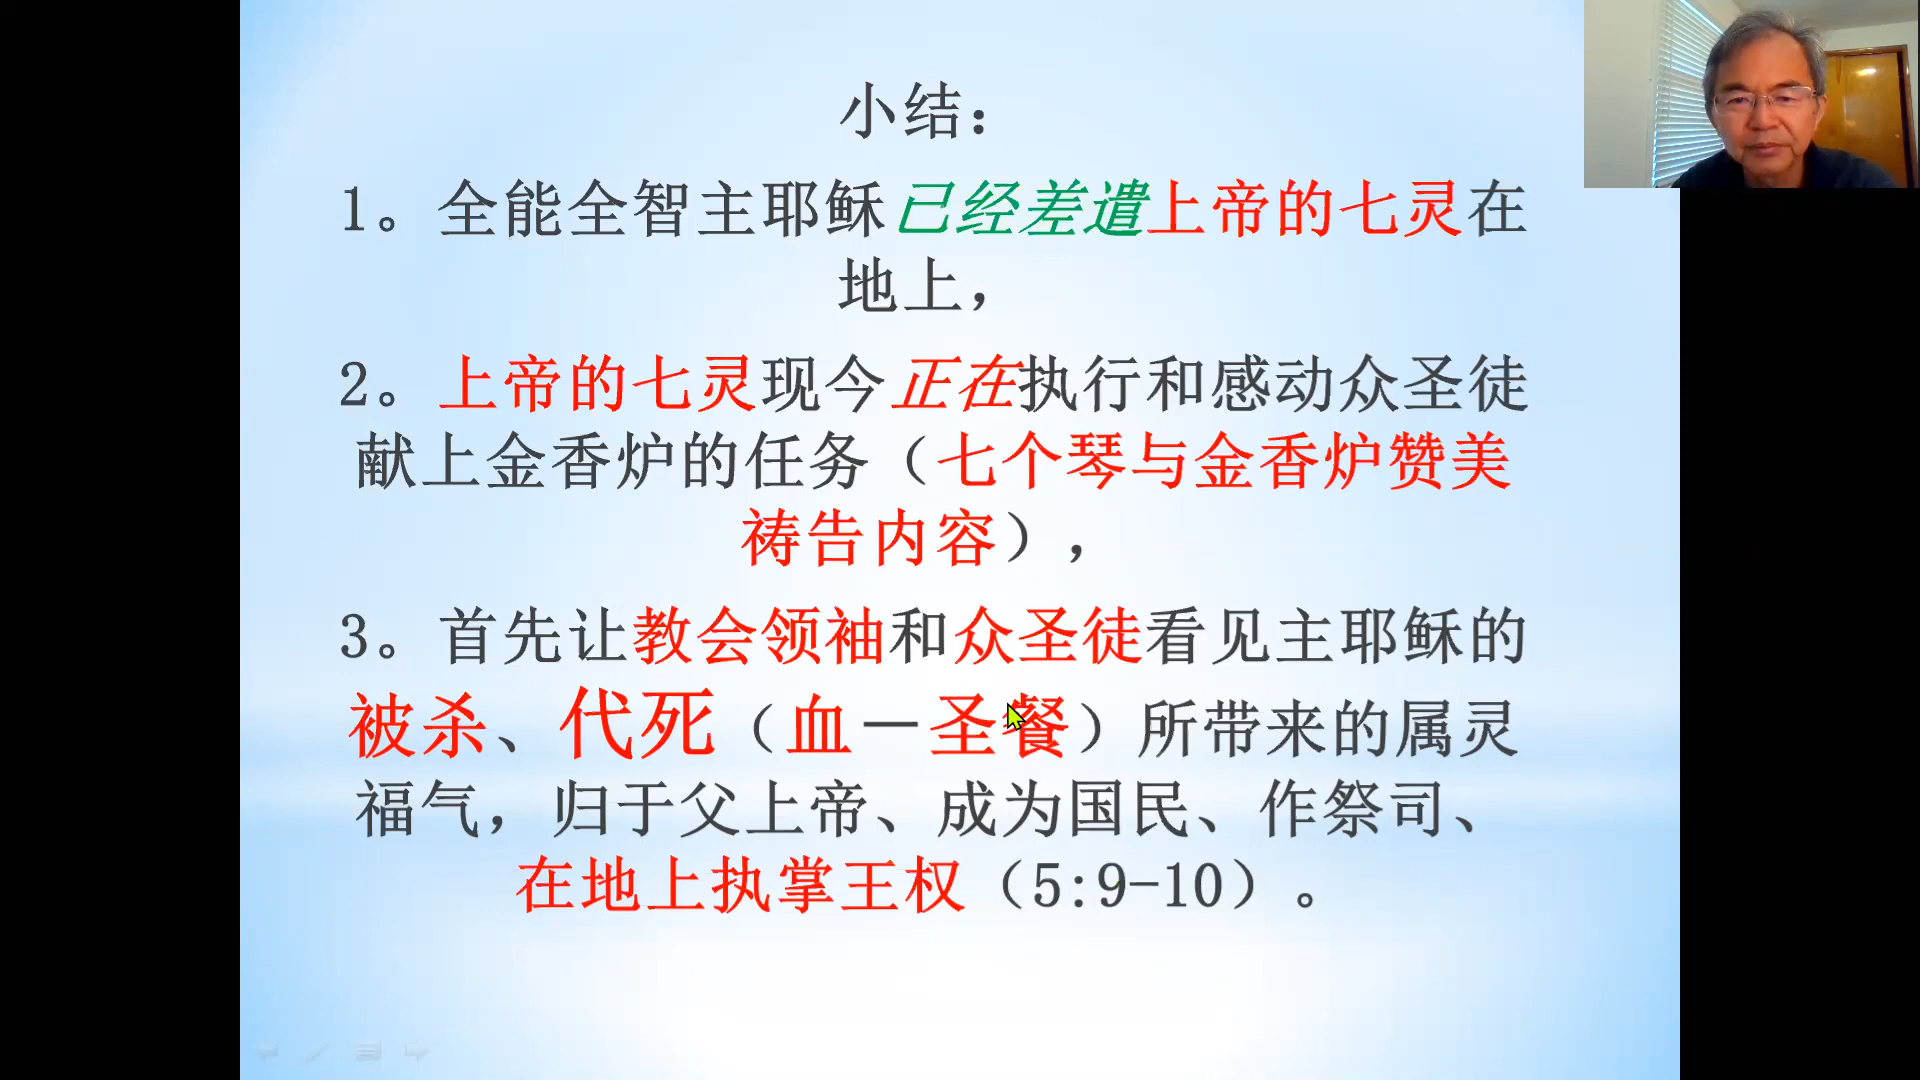 小结：
1。全能全智主耶稣已经差遣上帝的七灵在
地上，
2。上帝的七灵现今正在执行和感动众圣徒
献上金香炉的任务（七个琴与金香炉赞美
祷告内容），
3。首先让教会领袖和众圣徒看见主耶稣的
被杀、代死（血－圣餐）所带来的属灵
福气，归于父上帝、成为国民、作祭司、
在地上执掌王权（5:9-10）。